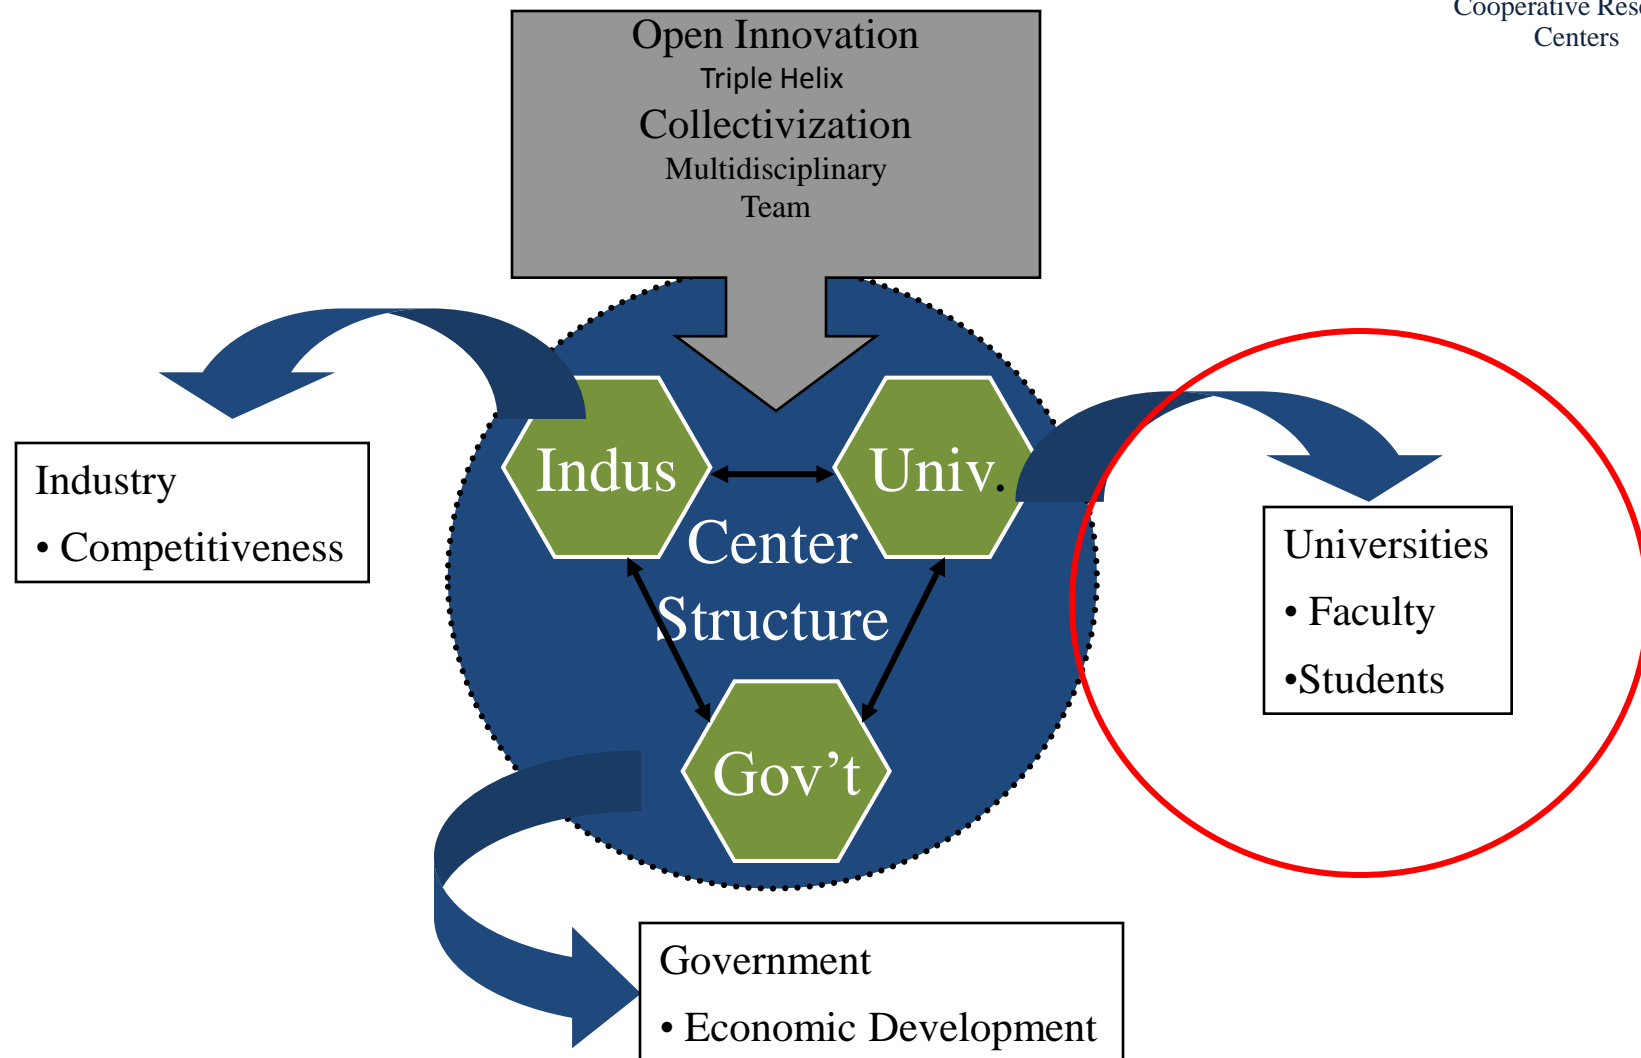 Cooperative
Centers
Open Innovation
Triple Helix
Collectivization
Multidisciplinary
Team
Indus
Univ.
Center
Structure
Gov’t
Industry
• Competitiveness
Universities
• Faculty
•Students
Government
• Economic Development